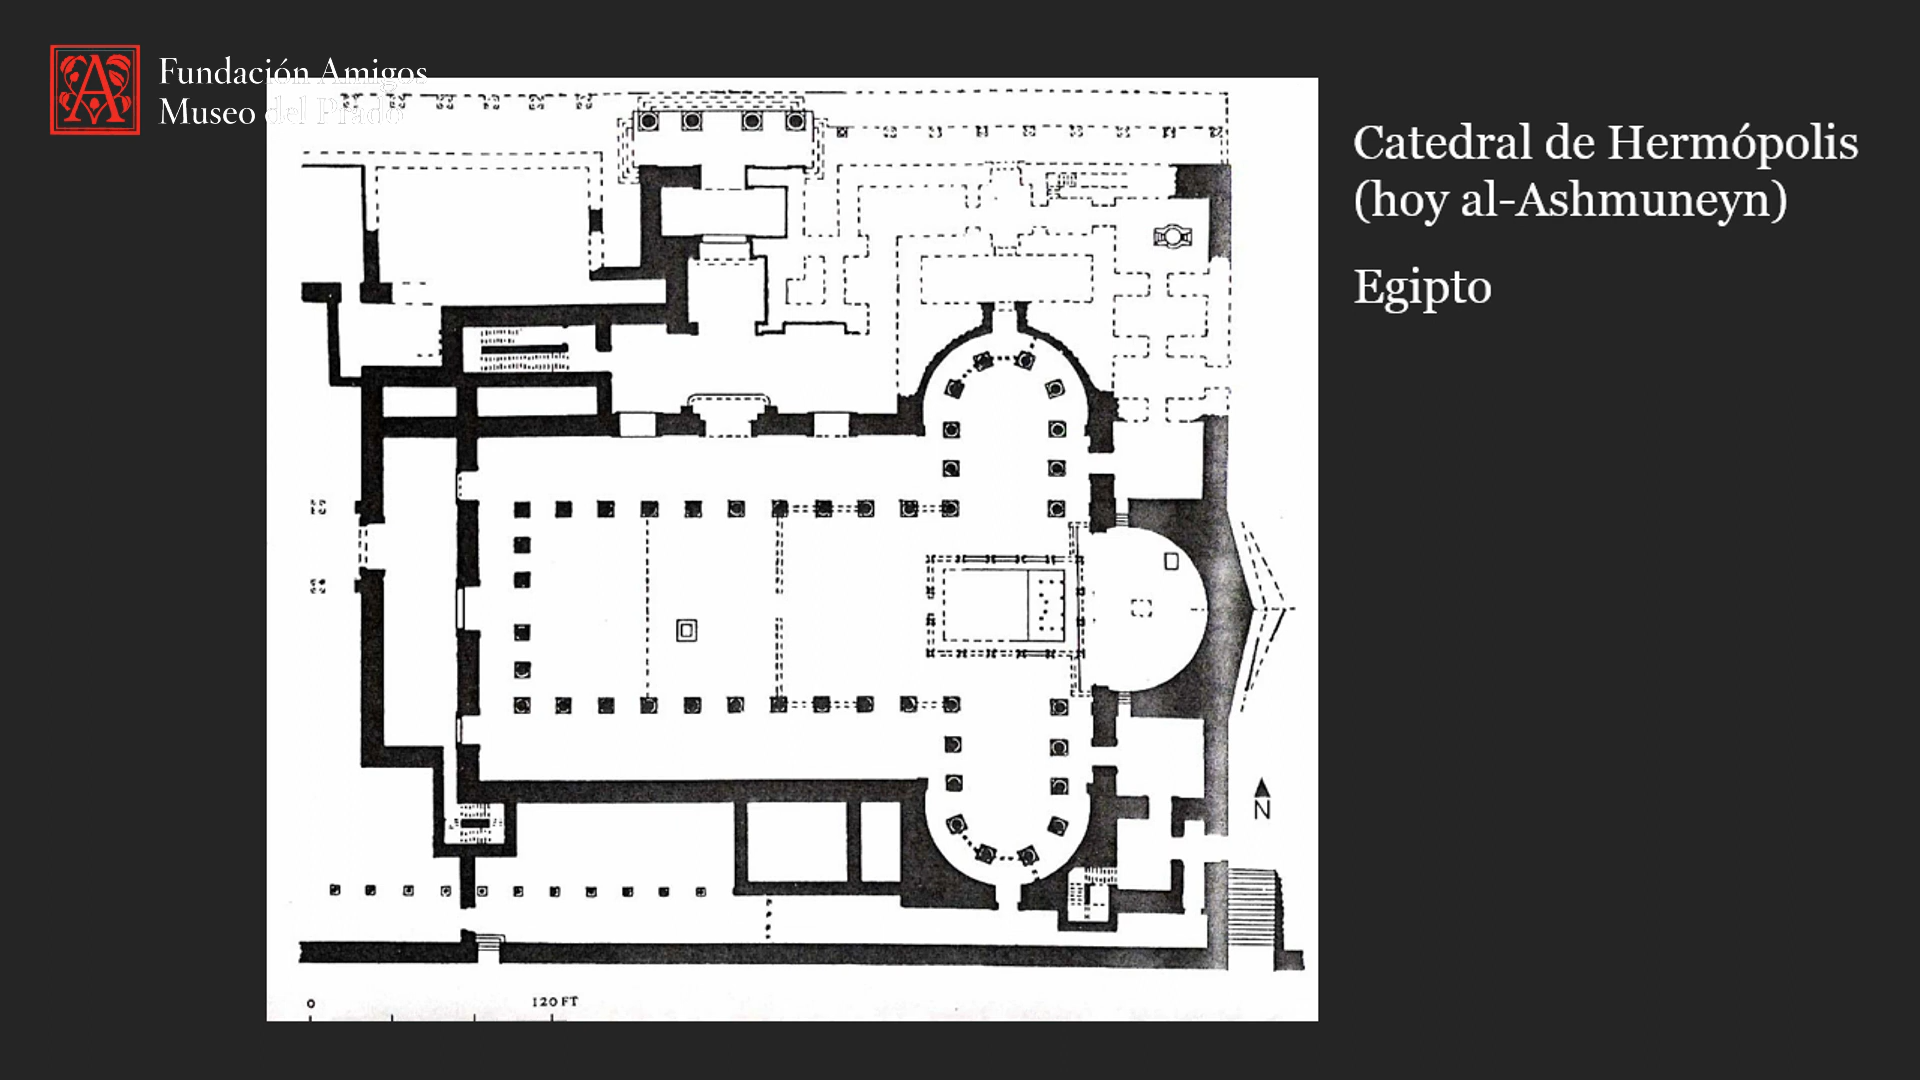 Fundación Amigos
Museo del Prado
Catedral de Hermópolis
(hoy al-Ashmuneyn)
Egipto
N
0
120 FT